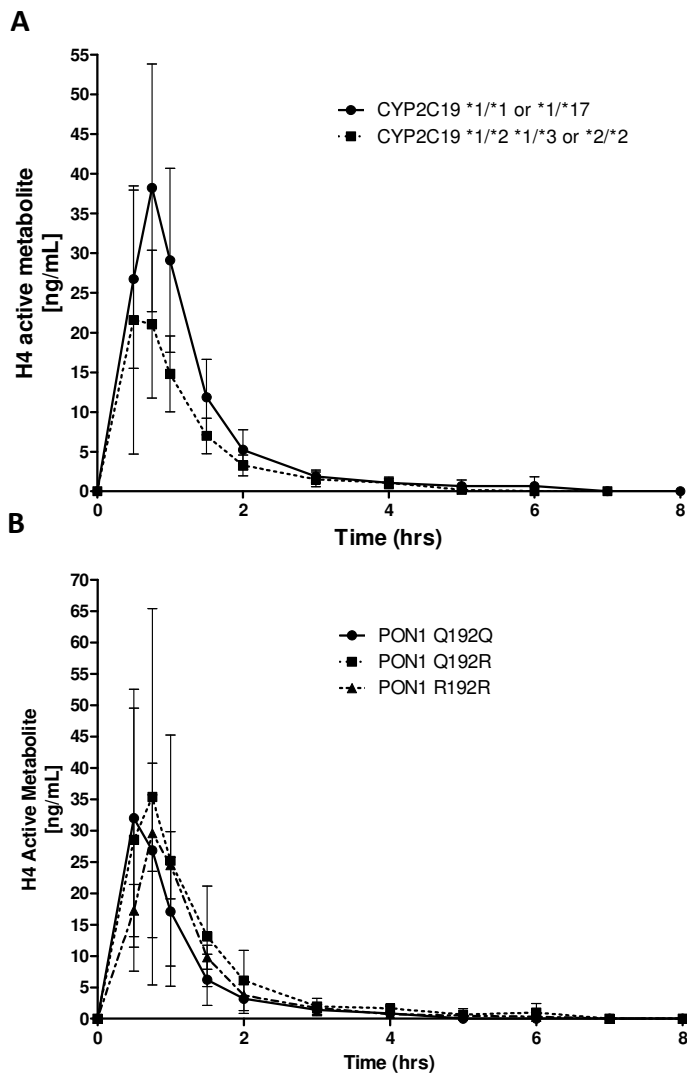 A
55
50
45
40
35
30
25
20
15
10
5
0
H4 active metabolite
[ng/mL]
CYP2C19 *1/*1 or *1/*17
CYP2C19 *1/*2 *1/*3 or *2/*2
0 2 4 6 8
Time (hrs)
B
70
65
60
55
50
45
40
35
30
25
20
15
10
5
0
H4 Active Metabolite
[ng/mL]
PON1 Q192Q
PON1 Q192R
PON1 R192R
0 2 4 6 8
Time (hrs)